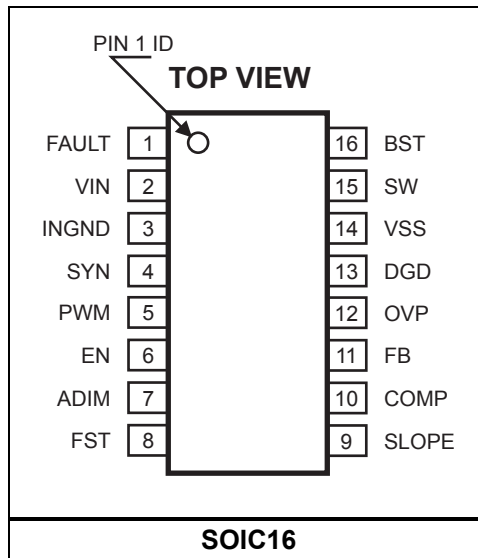 PIN 1 ID
TOP VIEW
FAULT 1 16 BST
VIN 2 15 SW
INGND 3 14 VSS
SYN 4 13 DGD
PWM 5 12 OVP
EN 6 11 FB
ADIM 7 10 COMP
FST 8 9 SLOPE
SOIC16